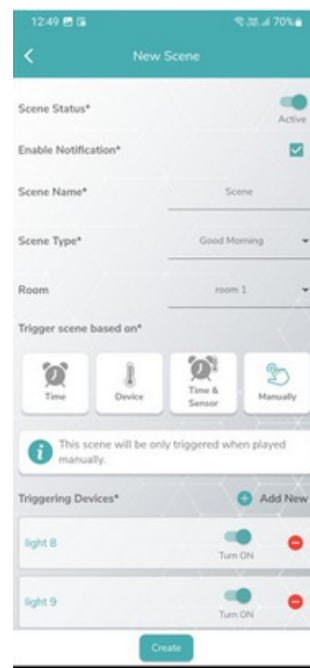 12:49 70%
New Scene
Scene Status*
Active
Enable Notification*
Scene Name* Scene
Scene Type* Good Morning
Room room 1
Trigger scene based on*
Time Device Time & Sensor Manually
This scene will be only triggered when played
manually.
Triggering Devices* Add New
light 8
Turn ON
light 9
Turn ON
Create